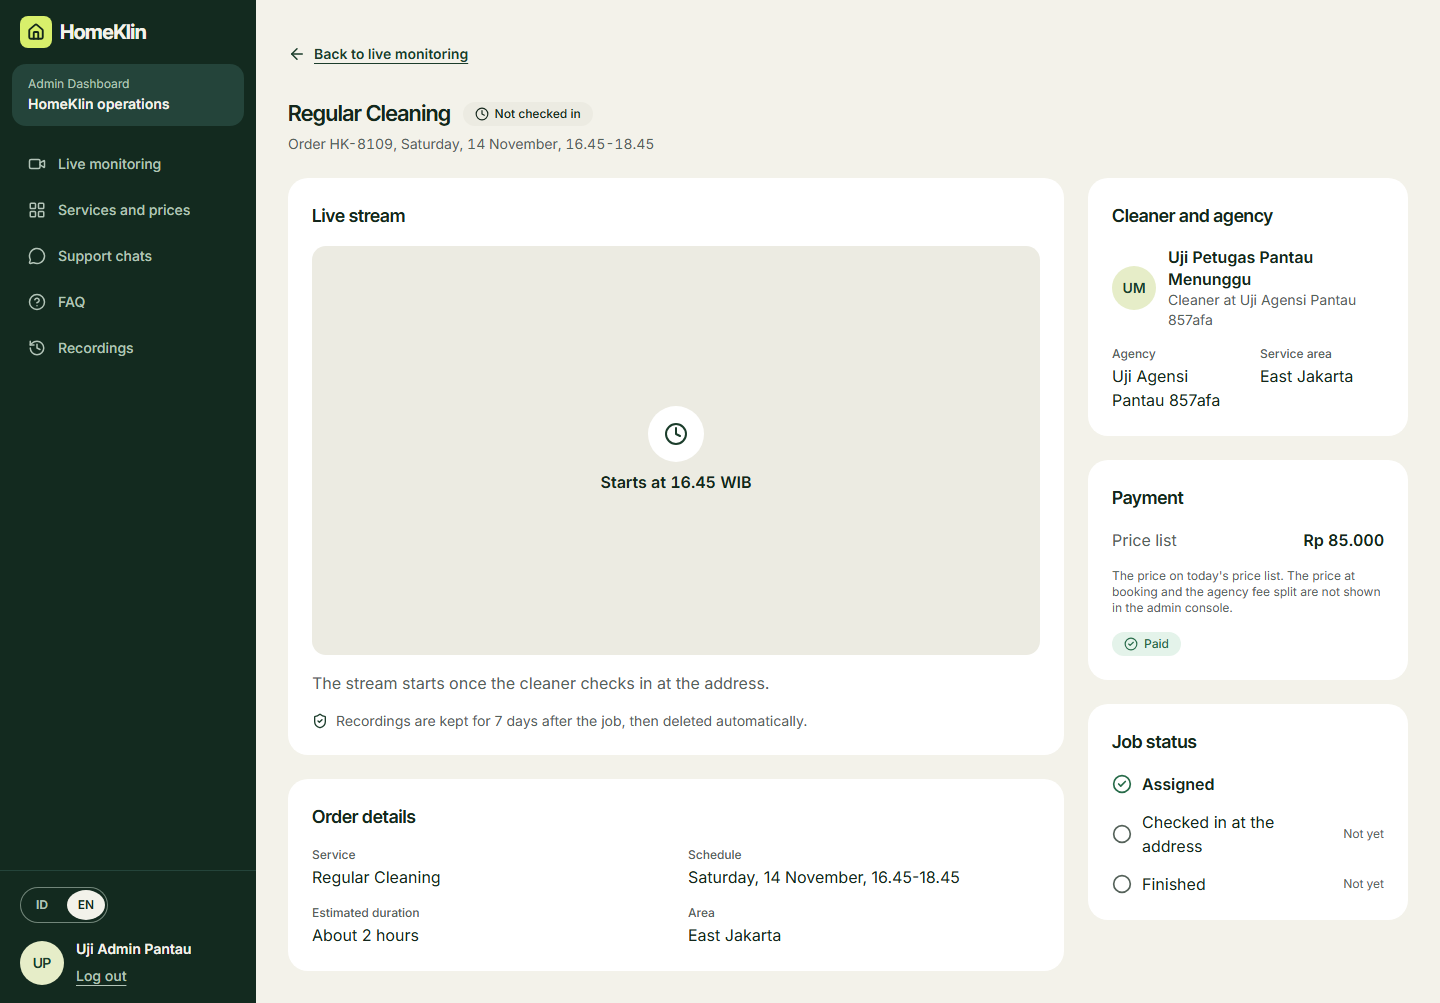 HomeKlin
Admin Dashboard
HomeKlin operations
Live monitoring
Services and prices
Support chats
FAQ
Recordings
ID EN
UP
Uji Admin Pantau
Log out
Back to live monitoring
Regular Cleaning
Not checked in
Order HK-8109, Saturday, 14 November, 16.45-18.45
Live stream
Starts at 16.45 WIB
The stream starts once the cleaner checks in at the address.
Recordings are kept for 7 days after the job, then deleted automatically.
Order details
Service
Regular Cleaning
Schedule
Saturday, 14 November, 16.45-18.45
Estimated duration
About 2 hours
Area
East Jakarta
Cleaner and agency
UM
Uji Petugas Pantau
Menunggu
Cleaner at Uji Agensi Pantau
857afa
Agency
Uji Agensi
Pantau 857afa
Service area
East Jakarta
Payment
Price list Rp 85.000
The price on today's price list. The price at
booking and the agency fee split are not shown
in the admin console.
Paid
Job status
Assigned
Checked in at the
address
Not yet
Finished Not yet